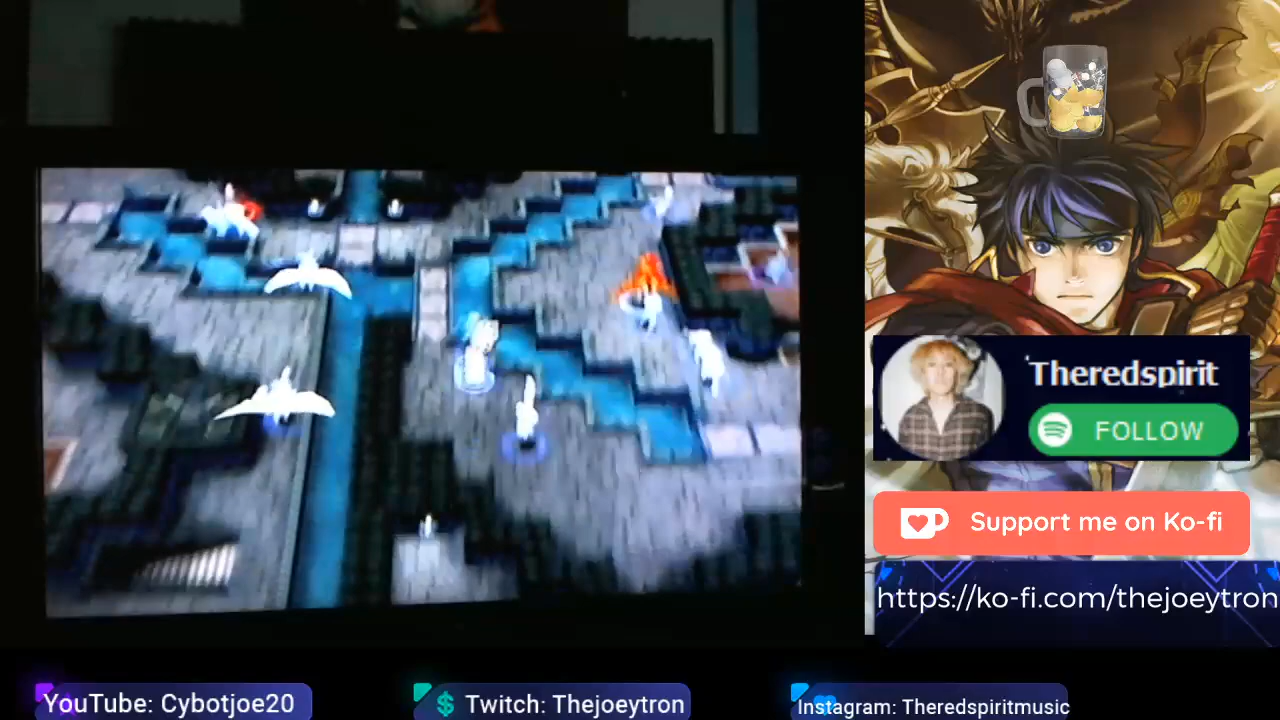 Theredspirit
FOLLOW
Support me on Ko-fi
https://ko-fi.com/thejoeytron
YouTube: Cybotjoe20
Twitch: Thejoeytron
Instagram: Theredspiritmusic